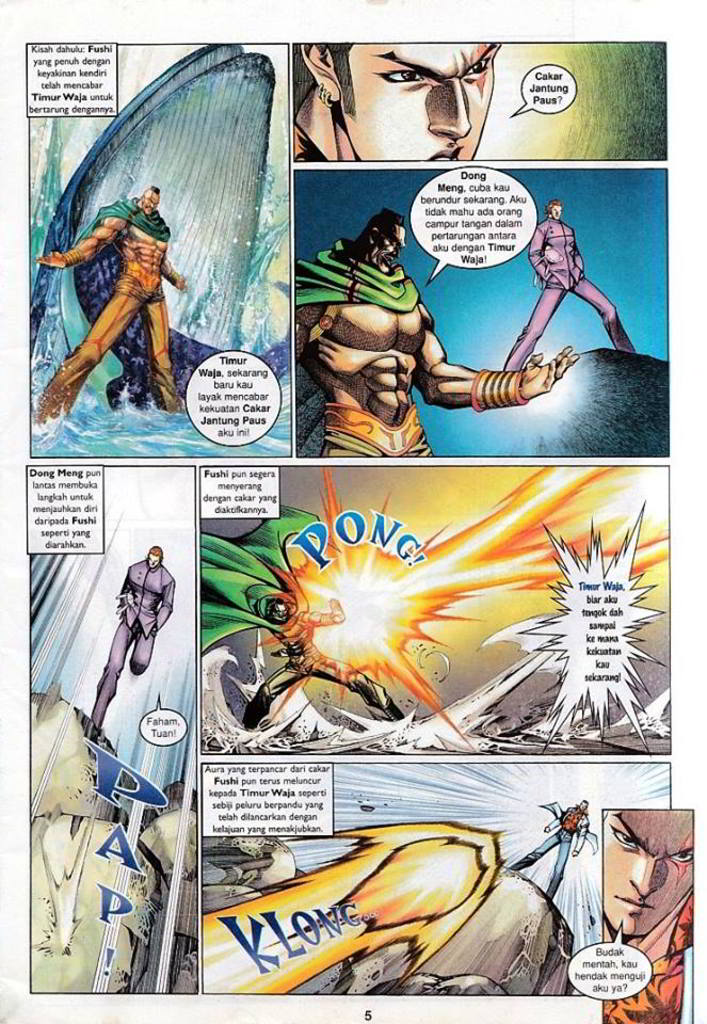 Kisah dahulu: Fushi
yang penuh dengan
keyakinan kendiri
telah mencabar
Timur Waja untuk
bertarung dengannya.
Timur
Waja, sekarang
baru kau
layak mencabar
kekuatan Cakar
Jantung Paus
aku ini!
Cakar
Jantung
Paus?
Dong
Meng, cuba kau
berundur sekarang. Aku
tidak mahu ada orang
campur tangan dalam
pertarungan antara
aku dengan Timur
Waja!
Dong Meng pun
lantas membuka
langkah untuk
menjauhkan diri
daripada Fushi
seperti yang
diarahkan.
Faham,
Tuan!
PAP!
Fushi pun segera
menyerang
dengan cakar yang
diaktifkannya.
PONG!
Timur Waja,
biar aku
tengok dah
sampai
ke mana
kekuatan
kau
sekarang!
Aura yang terpancar dari cakar
Fushi pun terus meluncur
kepada Timur Waja seperti
sebiji peluru berpandu yang
telah dilancarkan dengan
kelajuan yang menakjubkan.
KLONG...
Budak
mentah, kau
hendak menguji
aku ya?
5